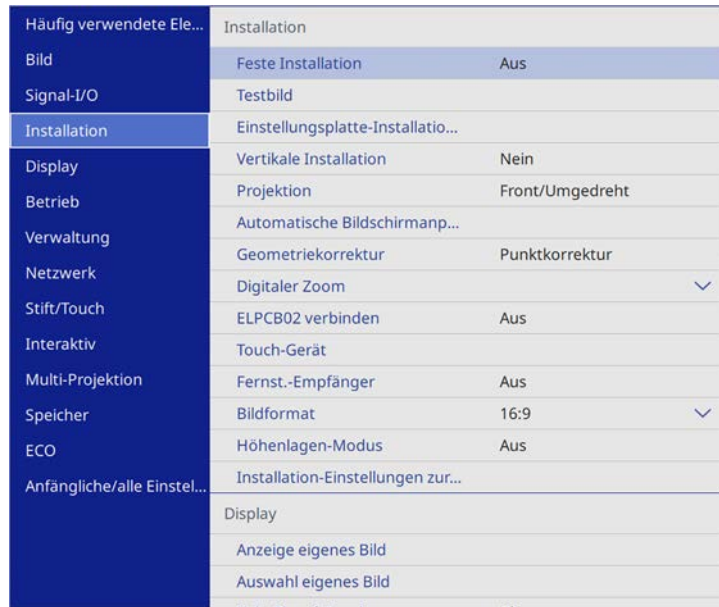 Häufig verwendete Ele...
Bild
Signal-I/O
Installation
Display
Betrieb
Verwaltung
Netzwerk
Stift/Touch
Interaktiv
Multi-Projektion
Speicher
ECO
Anfängliche/alle Einstel...
Installation
Feste Installation Aus
Testbild
Einstellungsplatte-Installatio...
Vertikale Installation Nein
Projektion Front/Umgedreht
Automatische Bildschirmanp...
Geometriekorrektur Punktkorrektur
Digitaler Zoom
ELPCB02 verbinden Aus
Touch-Gerät
Fernst.-Empfänger Aus
Bildformat 16:9
Höhenlagen-Modus Aus
Installation-Einstellungen zur...
Display
Anzeige eigenes Bild
Auswahl eigenes Bild